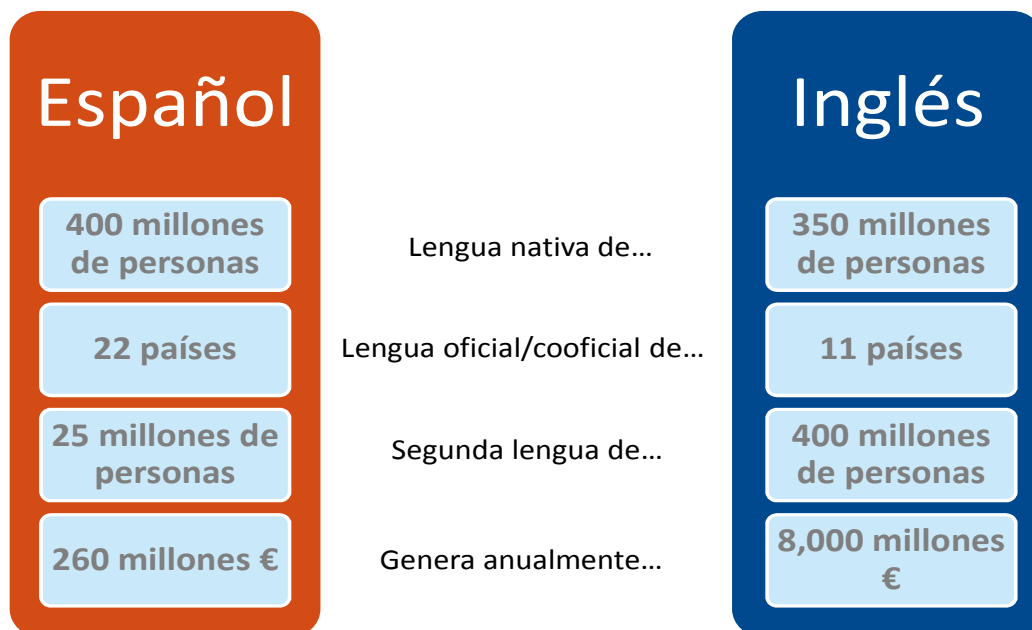 Español
Inglés
400 millones
de personas
Lengua nativa de...
350 millones
de personas
22 países
Lengua oficial/cooficial de...
11 países
25 millones de
personas
Segunda lengua de...
400 millones
de personas
260 millones €
Genera anualmente...
8,000 millones
€